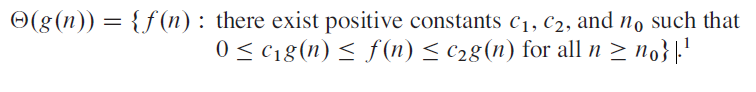 Θ(g(n)) = {f(n) : there exist positive constants c₁, c₂, and n₀ such that
0 ≤ c₁g(n) ≤ f(n) ≤ c₂g(n) for all n ≥ n₀} .¹